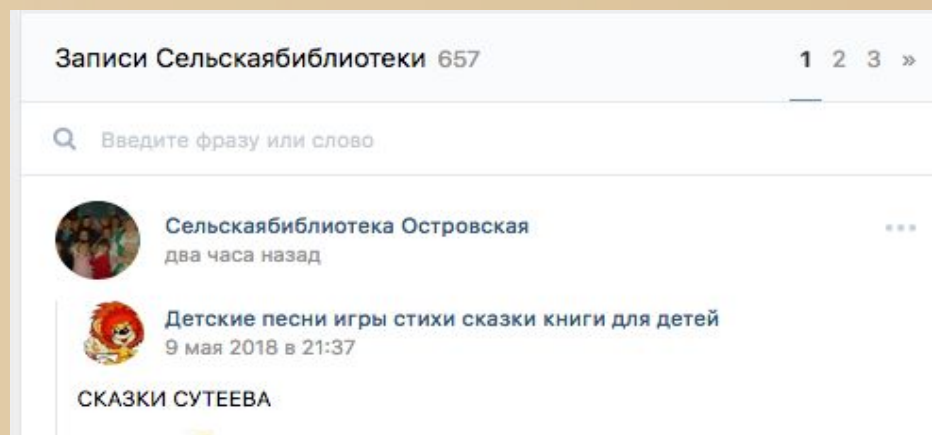 Записи Сельскаябиблиотеки 657 1 2 3 »
Введите фразу или слово
Сельскаябиблиотека Островская
два часа назад
Детские песни игры стихи сказки книги для детей
9 мая 2018 в 21:37
СКАЗКИ СУТЕЕВА